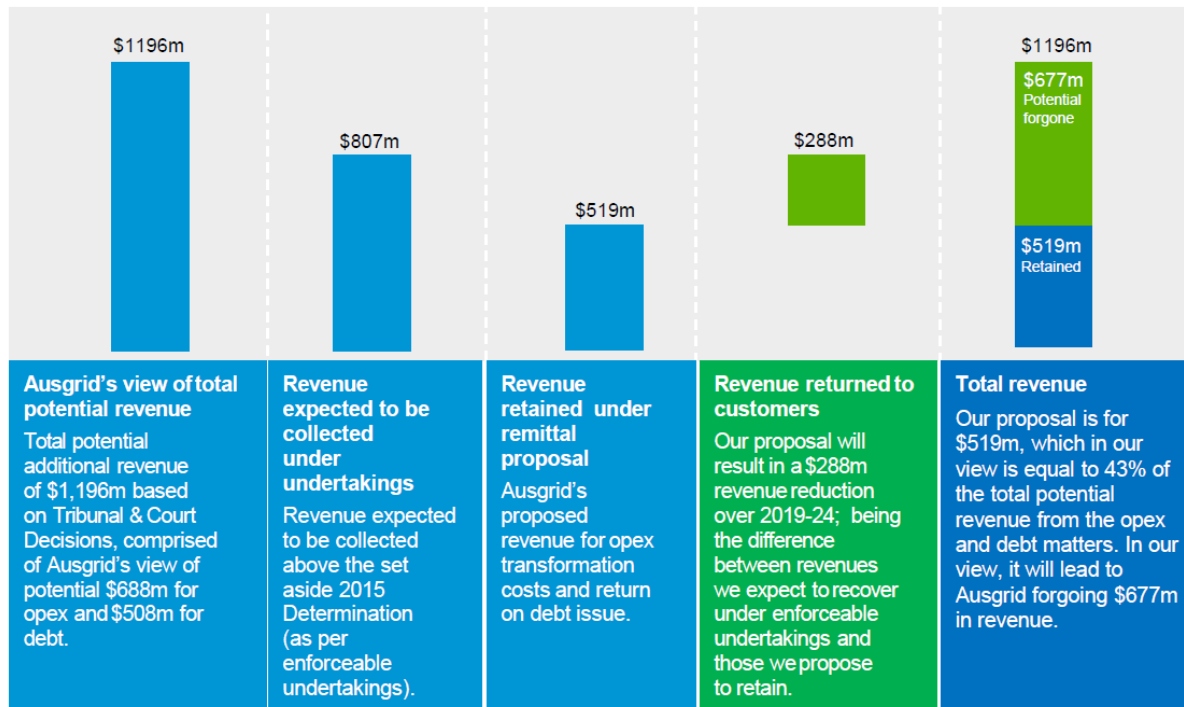 $1196m
$807m
$519m
$288m
$1196m
$677m
Potential
forgone
$519m
Retained
Ausgrid's view of total
potential revenue
Total potential
additional revenue
of $1,196m based
on Tribunal & Court
Decisions, comprised
of Ausgrid's view of
potential $688m for
opex and $508m for
debt.
Revenue
expected to be
collected
under
undertakings
Revenue expected
to be collected
above the set
aside 2015
Determination
(as per
enforceable
undertakings).
Revenue
retained under
remittal
proposal
Ausgrid's
proposed
revenue for opex
transformation
costs and return
on debt issue.
Revenue returned to
customers
Our proposal will
result in a $288m
revenue reduction
over 2019-24; being
the difference
between revenues
we expect to recover
under enforceable
undertakings and
those we propose
to retain.
Total revenue
Our proposal is for
$519m, which in our
view is equal to 43% of
the total potential
revenue from the opex
and debt matters. In our
view, it will lead to
Ausgrid forgoing $677m
in revenue.